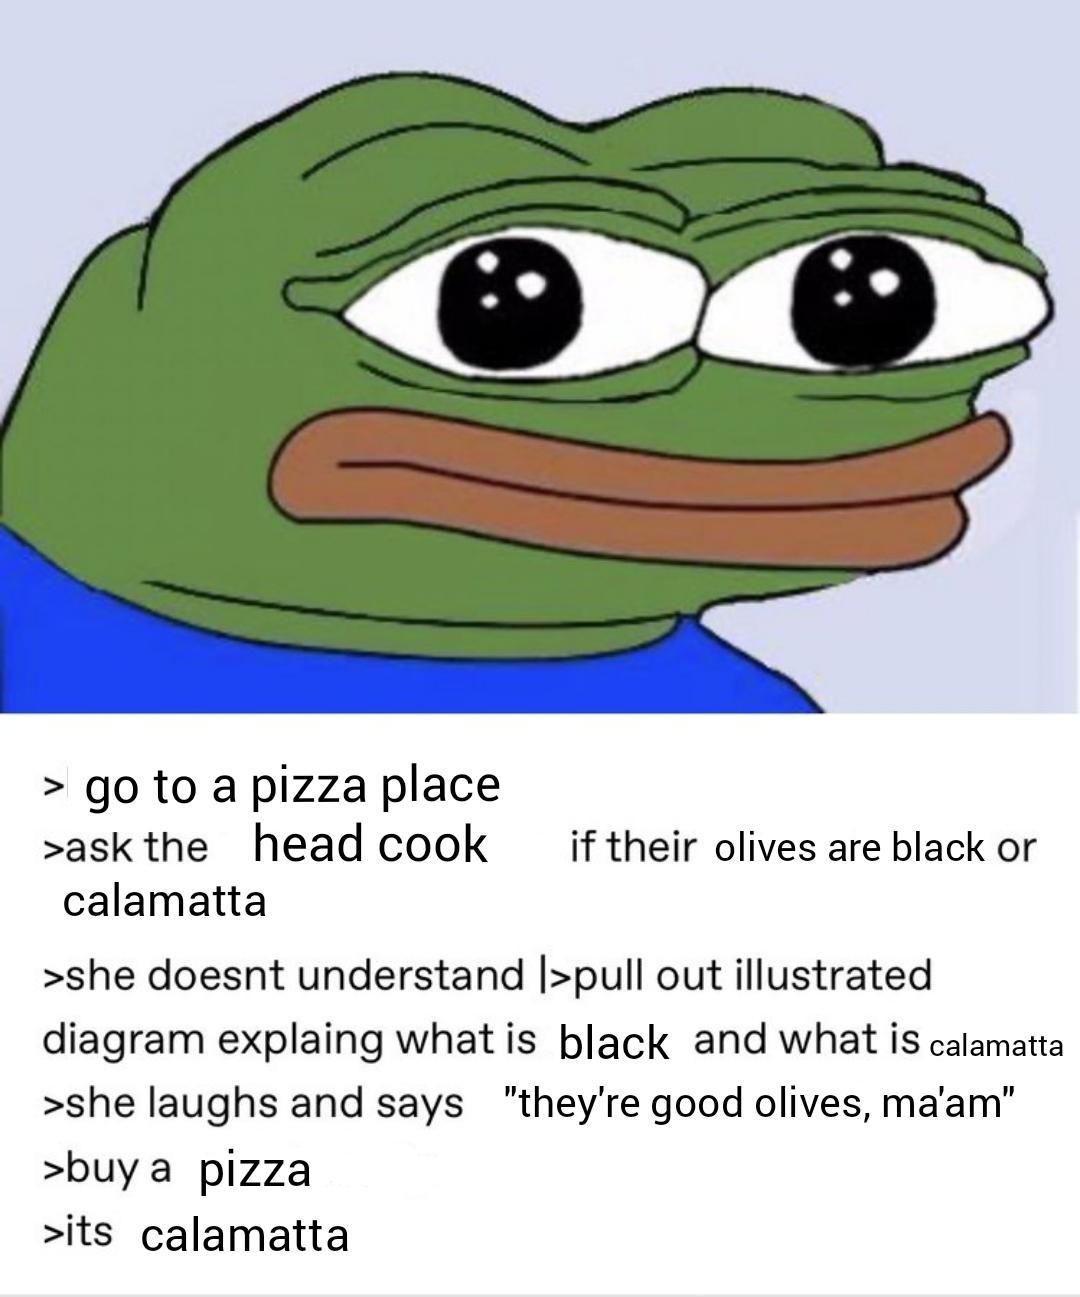 > go to a pizza place
>ask the head cook if their olives are black or
calamatta
>she doesnt understand |>pull out illustrated
diagram explaing what is black and what is calamatta
>she laughs and says "they're good olives, ma'am"
>buy a pizza
>its calamatta